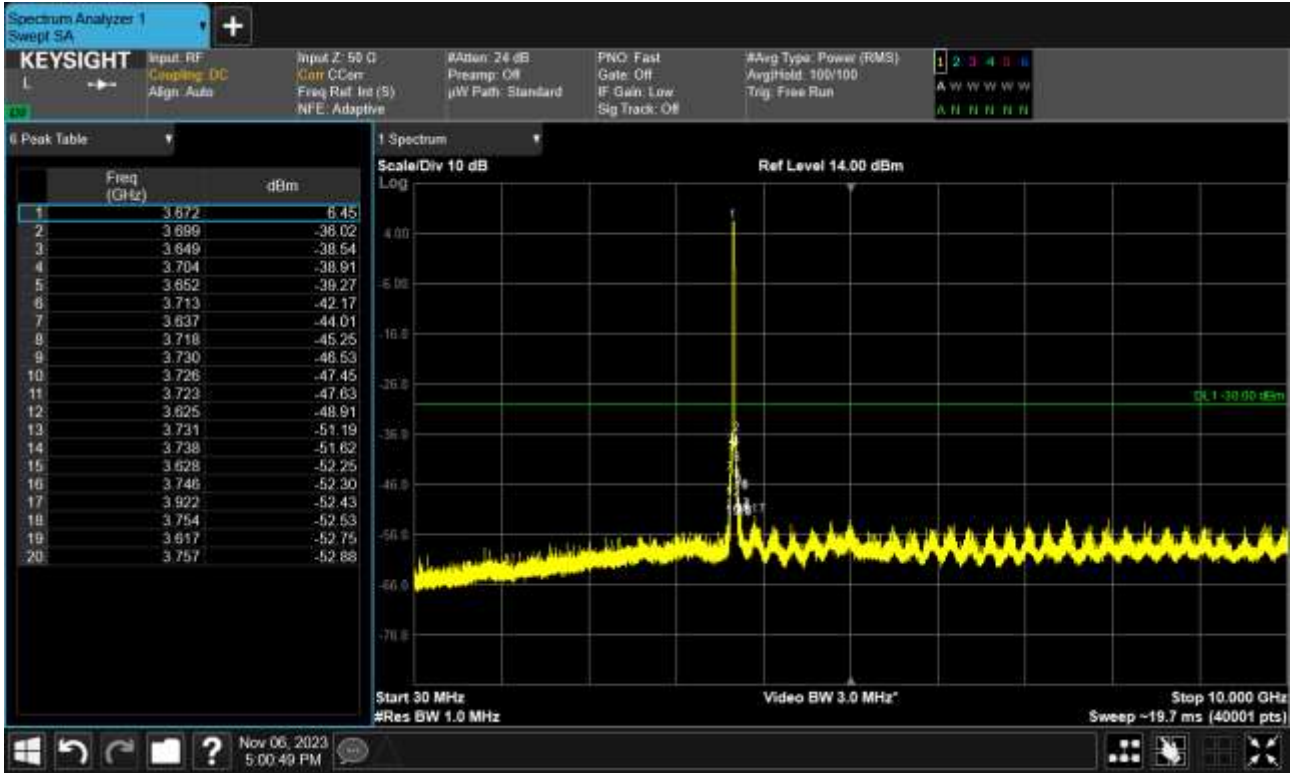 Spectrum Analyzer 1
Swept SA
+
KEYSIGHT
L
Input: RF
Coupling: DC
Align: Auto
Input Z: 50 Ω
Corr CCorr
Freq Ref: Int (S)
NFE: Adaptive
#Atten: 24 dB
Preamp: Off
µW Path: Standard
PNO: Fast
Gate: Off
IF Gain: Low
Sig Track: Off
#Avg Type: Power (RMS)
Avg|Hold: 100/100
Trig: Free Run
1 2 3 4 5 6
A W W W W W
A N N N N N
6 Peak Table
Freq (GHz) dBm
1 3.672 6.45
2 3.699 -36.02
3 3.649 -38.54
4 3.704 -38.91
5 3.652 -39.27
6 3.713 -42.17
7 3.637 -44.01
8 3.718 -45.25
9 3.730 -46.53
10 3.726 -47.45
11 3.723 -47.63
12 3.625 -48.91
13 3.731 -51.19
14 3.738 -51.62
15 3.628 -52.25
16 3.746 -52.30
17 3.922 -52.43
18 3.754 -52.53
19 3.617 -52.75
20 3.757 -52.88
1 Spectrum
Scale/Div 10 dB
Ref Level 14.00 dBm
Log
1
4.00
-6.00
-16.0
-26.0
DL1 -30.00 dBm
-36.0
-46.0
-56.0
-66.0
-76.0
Start 30 MHz
Video BW 3.0 MHz*
Stop 10.000 GHz
#Res BW 1.0 MHz
Sweep ~19.7 ms (40001 pts)
?
Nov 06, 2023
5:00:49 PM